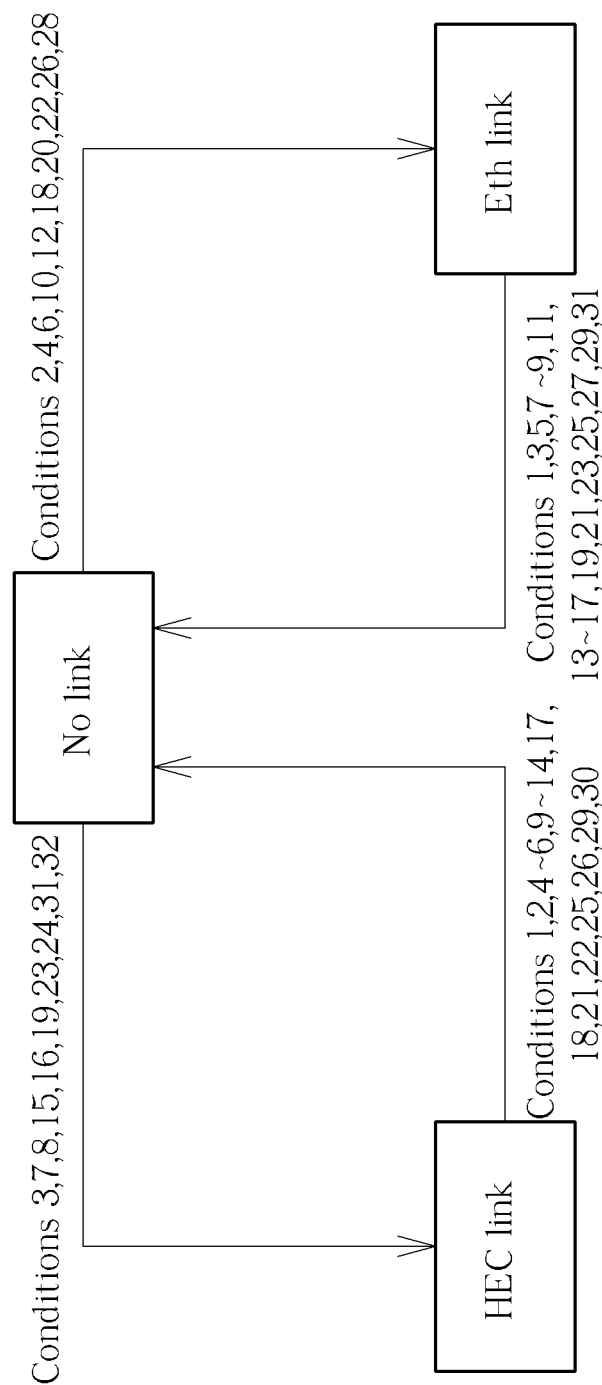 Conditions 3,7,8,15,16,19,23,24,31,32
No link
Conditions 2,4,6,10,12,18,20,22,26,28
HEC link
Conditions 1,2,4~6,9~14,17,
18,21,22,25,26,29,30
Conditions 1,3,5,7~9,11,
13~17,19,21,23,25,27,29,31
Eth link